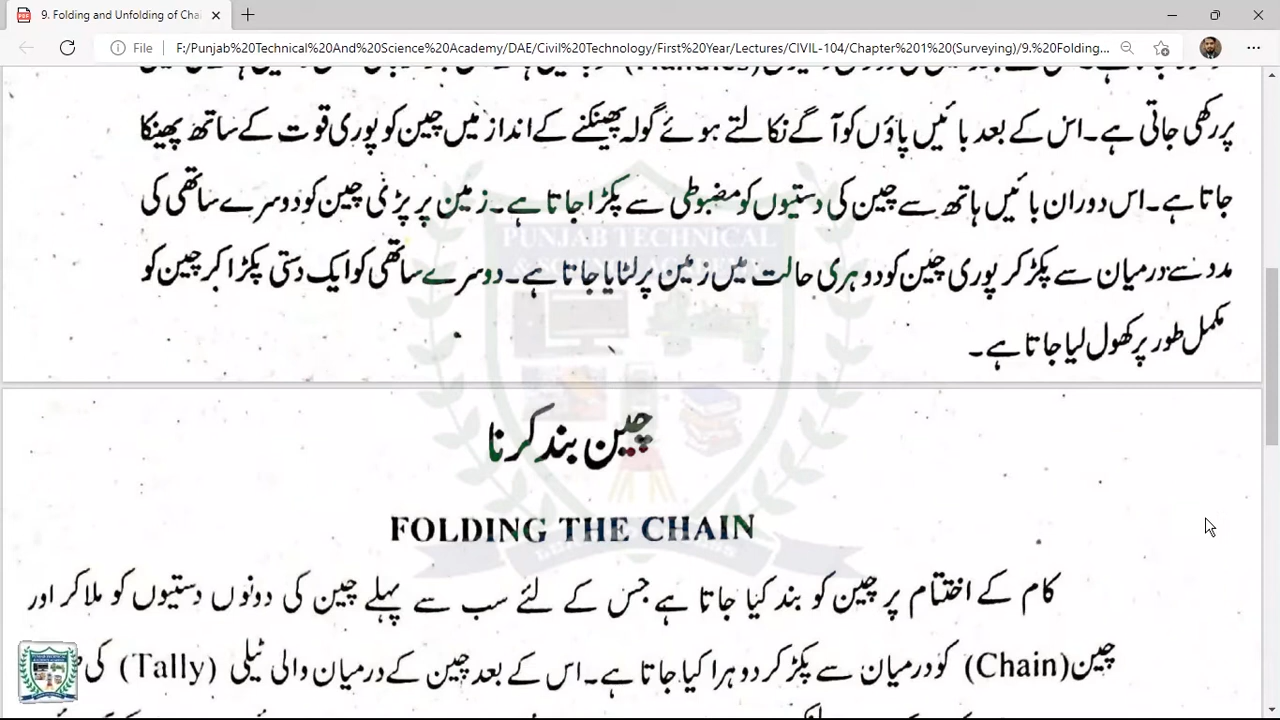 9. Folding and Unfolding of Chai
File
F:/Punjab%20Technical%20And%20Science%20Academy/DAE/Civil%20Technology/First%20Year/Lectures/CIVIL-104/Chapter%201%20(Surveying)/9.%20Folding...
پر رکھی جاتی ہے۔ اس کے بعد بائیں پاؤں کو آگے نکالتے ہوئے گولہ پھینکنے کے انداز میں چین کو پوری قوت کے ساتھ پھینکا
جاتا ہے۔ اس دوران بائیں ہاتھ سے چین کی دستیوں کو مضبوطی سے پکڑا جاتا ہے۔ زمین پر پڑی چین کو دوسرے ساتھی کی
مدد سے درمیان سے پکڑ کر پوری چین کو دوہری حالت میں زمین پر لٹایا جاتا ہے۔ دوسرے ساتھی کو ایک دستی پکڑا کر چین کو
مکمل طور پر کھول لیا جاتا ہے۔
PUNJAB TECHNICAL
& SCIENCE ACADEMY
چین بند کرنا
FOLDING THE CHAIN
کام کے اختتام پر چین کو بند کیا جاتا ہے جس کے لئے سب سے پہلے چین کی دونوں دستیوں کو ملا کر اور
چین (Chain) کو درمیان سے پکڑ کر دوہرا کیا جاتا ہے۔ اس کے بعد چین کے درمیان والی ٹیلی (Tally) کی